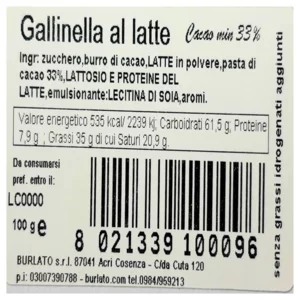 Gallinella al latte Cacao min 33%
Ingr: zucchero,burro di cacao,LATTE in polvere,pasta di
cacao 33%,LATTOSIO E PROTEINE DEL
LATTE,emulsionante:LECITINA DI SOIA,aromi.
Valore energetico 535 kcal/ 2239 kj; Carboidrati 61,5 g; Proteine
7,9 g ; Grassi 35 g di cui Saturi 20,9 g.
Da consumarsi
pref. entro il:
LC0000
100 g e
8 021339 100096
BURLATO s.r.l. 87041 Acri Cosenza - C/da Cuta 120
p.i: 03007390788 - burlato.com tel.0984/959213
senza grassi idrogenati aggiunti